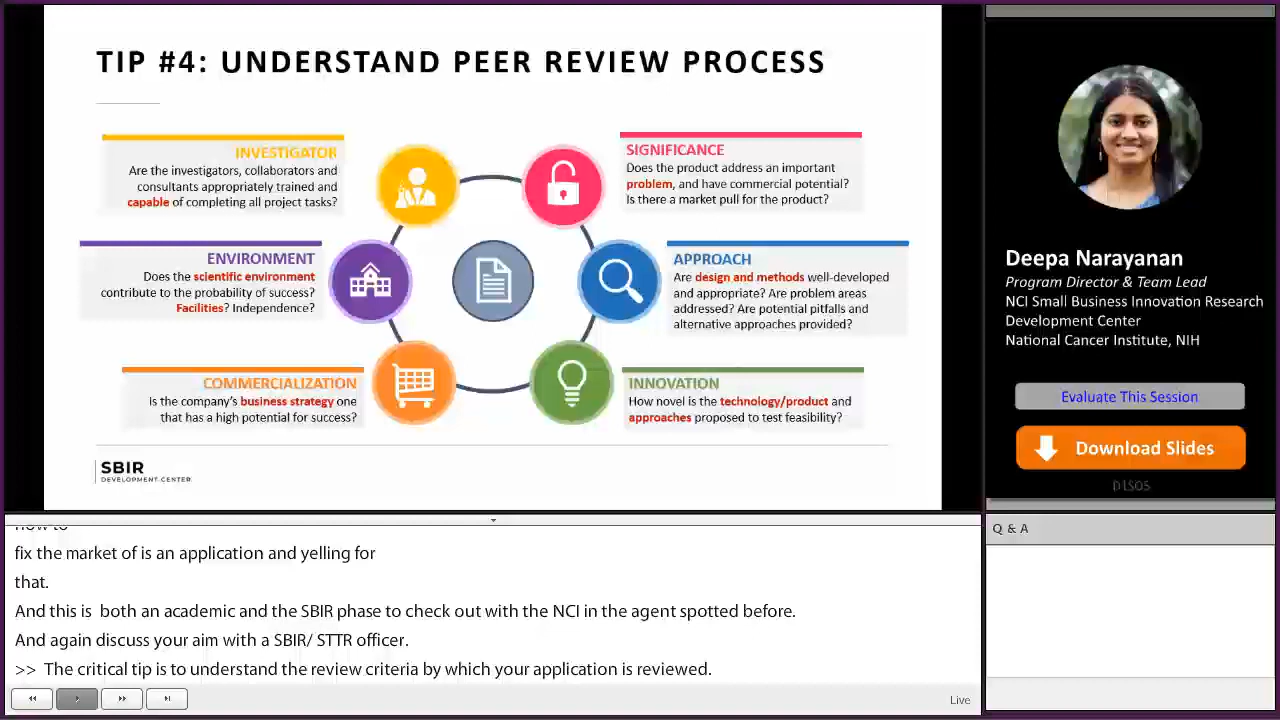 TIP #4: UNDERSTAND PEER REVIEW PROCESS
INVESTIGATOR
Are the investigators, collaborators and
consultants appropriately trained and
capable of completing all project tasks?
SIGNIFICANCE
Does the product address an important
problem, and have commercial potential?
Is there a market pull for the product?
ENVIRONMENT
Does the scientific environment
contribute to the probability of success?
Facilities? Independence?
APPROACH
Are design and methods well-developed
and appropriate? Are problem areas
addressed? Are potential pitfalls and
alternative approaches provided?
COMMERCIALIZATION
Is the company's business strategy one
that has a high potential for success?
INNOVATION
How novel is the technology/product and
approaches proposed to test feasibility?
SBIR
DEVELOPMENT CENTER
Deepa Narayanan
Program Director & Team Lead
NCI Small Business Innovation Research
Development Center
National Cancer Institute, NIH
Evaluate This Session
Download Slides
D1S05
how to
fix the market of is an application and yelling for
that.
And this is both an academic and the SBIR phase to check out with the NCI in the agent spotted before.
And again discuss your aim with a SBIR/ STTR officer.
>> The critical tip is to understand the review criteria by which your application is reviewed.
Live
Q & A